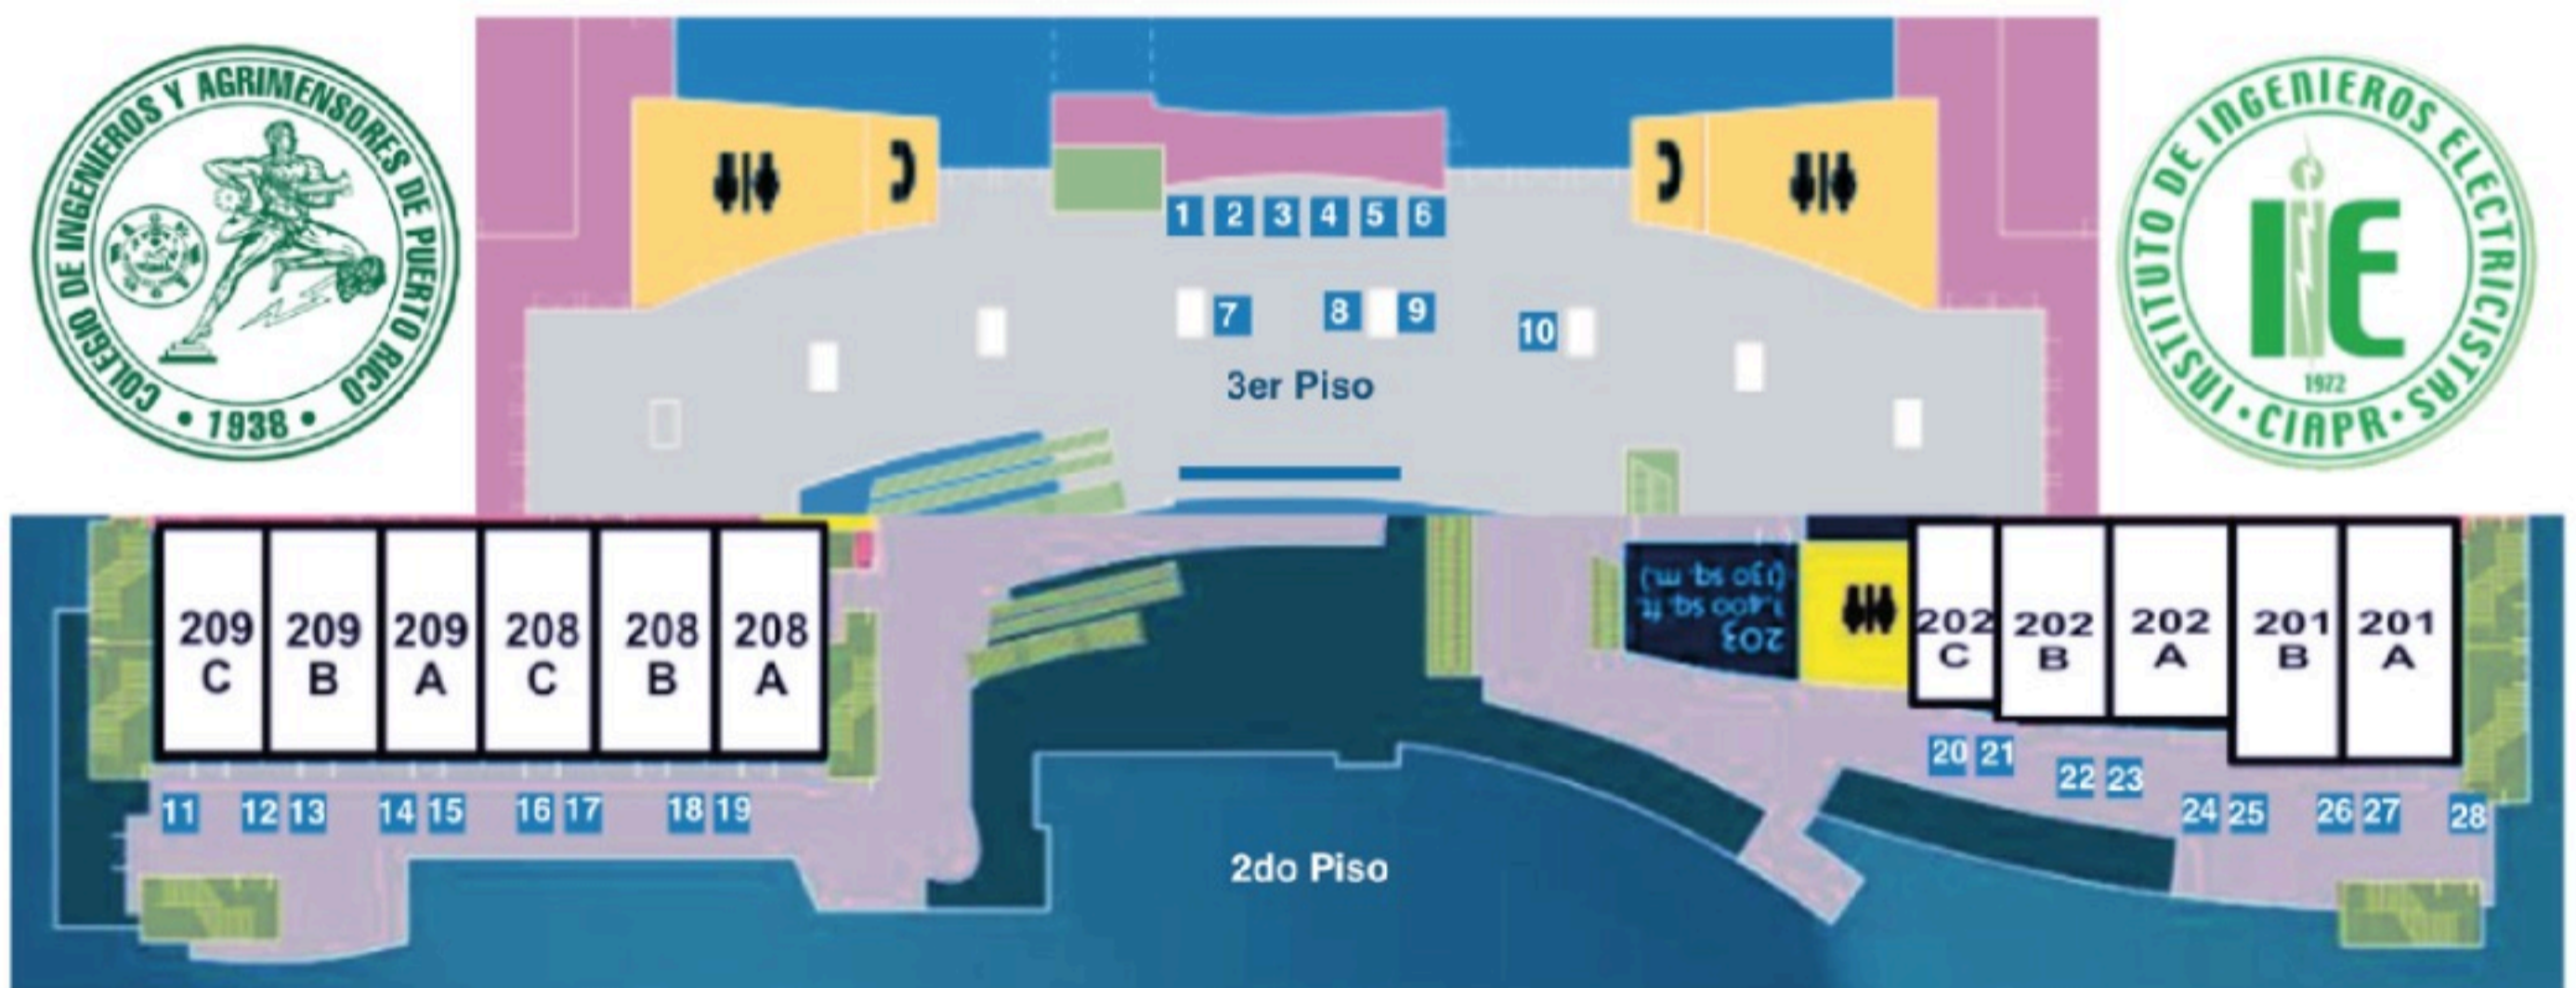 COLEGIO DE INGENIEROS Y AGRIMENSORES DE PUERTO RICO
• 1938 •
INSTITUTO DE INGENIEROS ELECTRICISTAS
• CIAPR •
IIE
1972
1 2 3 4 5 6
7 8 9 10
3er Piso
209 C
209 B
209 A
208 C
208 B
208 A
203
1,400 sq. ft.
(130 sq. m.)
202 C
202 B
202 A
201 B
201 A
11 12 13 14 15 16 17 18 19
20 21 22 23 24 25 26 27 28
2do Piso